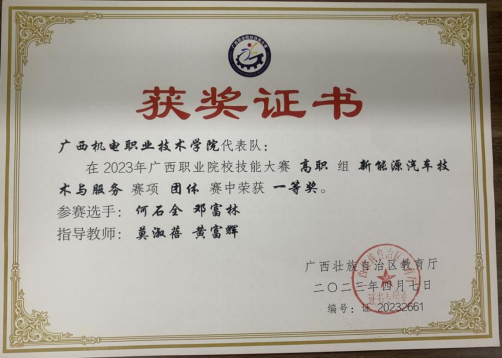 获奖证书
广西机电职业技术学院代表队：
在2023年广西职业院校技能大赛 高职 组 新能源汽车技
术与服务 赛项 团体 赛中荣获 一等奖。
参赛选手：何石全 邓富林
指导教师：莫淑蓓 黄富辉
广西壮族自治区教育厅
二〇二三年四月七日
编号：证 20232661